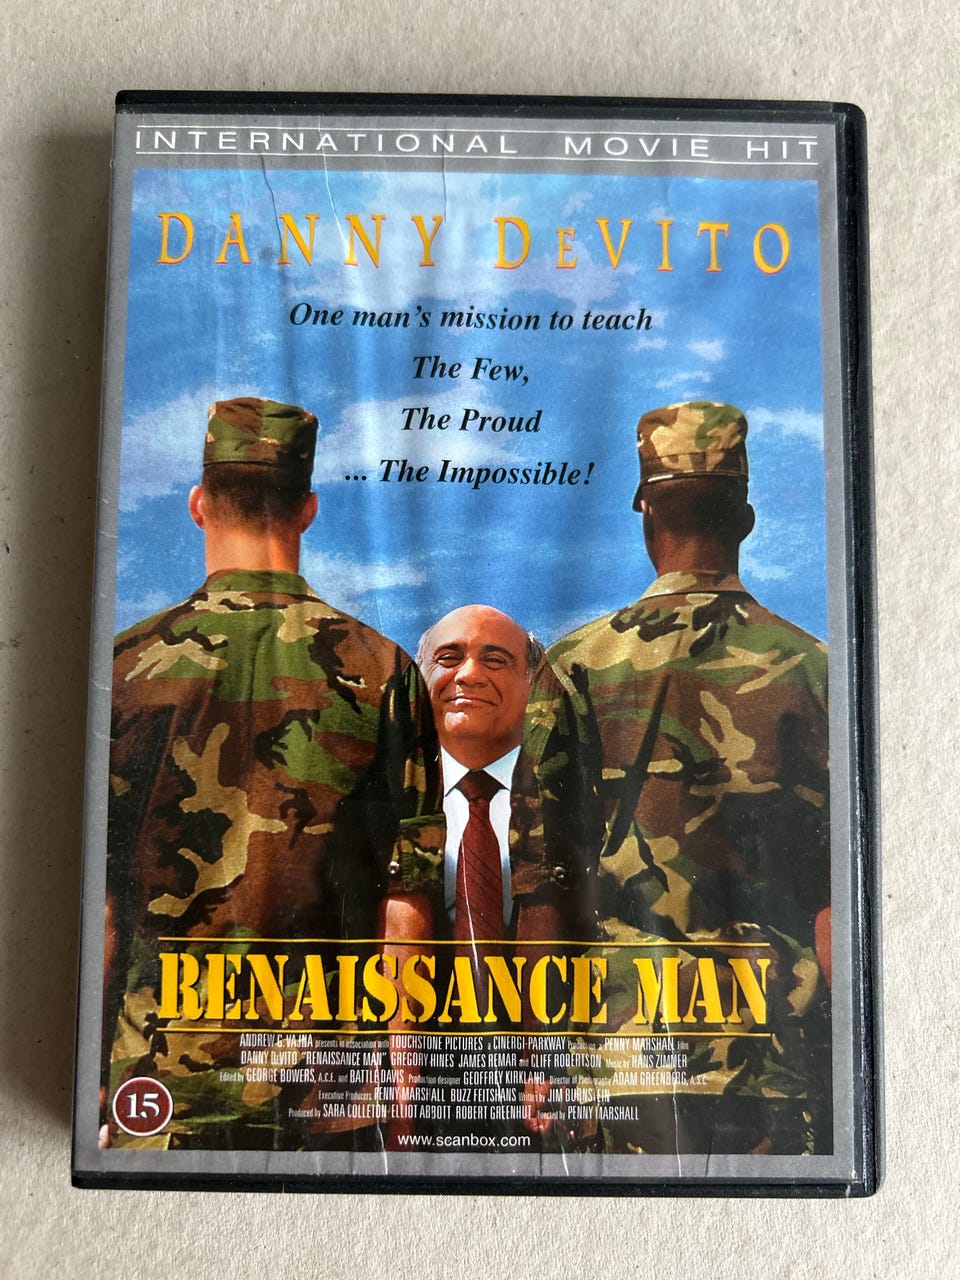 INTERNATIONAL MOVIE HIT
DANNY DEVITO
One man's mission to teach
The Few,
The Proud
... The Impossible!
RENAISSANCE MAN
ANDREW G. VAJNA presents in association with TOUCHSTONE PICTURES a CINERGI-PARKWAY Production a PENNY MARSHALL Film
DANNY DeVITO "RENAISSANCE MAN" GREGORY HINES JAMES REMAR and CLIFF ROBERTSON Music by HANS ZIMMER
Edited by GEORGE BOWERS, A.C.E. and BATTLE DAVIS Production designer GEOFFREY KIRKLAND Director of Photography ADAM GREENBERG, A.S.C.
Executive Producers PENNY MARSHALL BUZZ FEITSHANS Written by JIM BURNSTEIN
Produced by SARA COLLETON ELLIOT ABBOTT ROBERT GREENHUT Directed by PENNY MARSHALL
15
www.scanbox.com